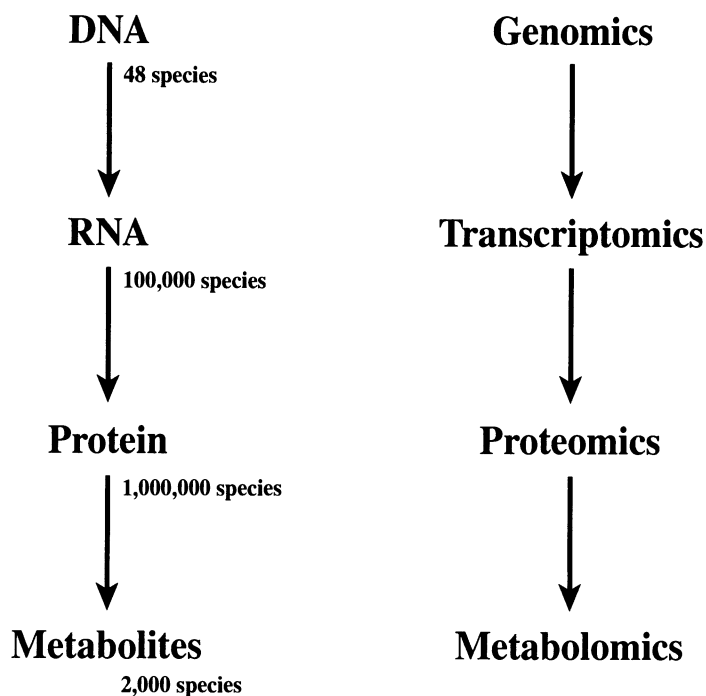 DNA
48 species
RNA
100,000 species
Protein
1,000,000 species
Metabolites
2,000 species
Genomics
Transcriptomics
Proteomics
Metabolomics